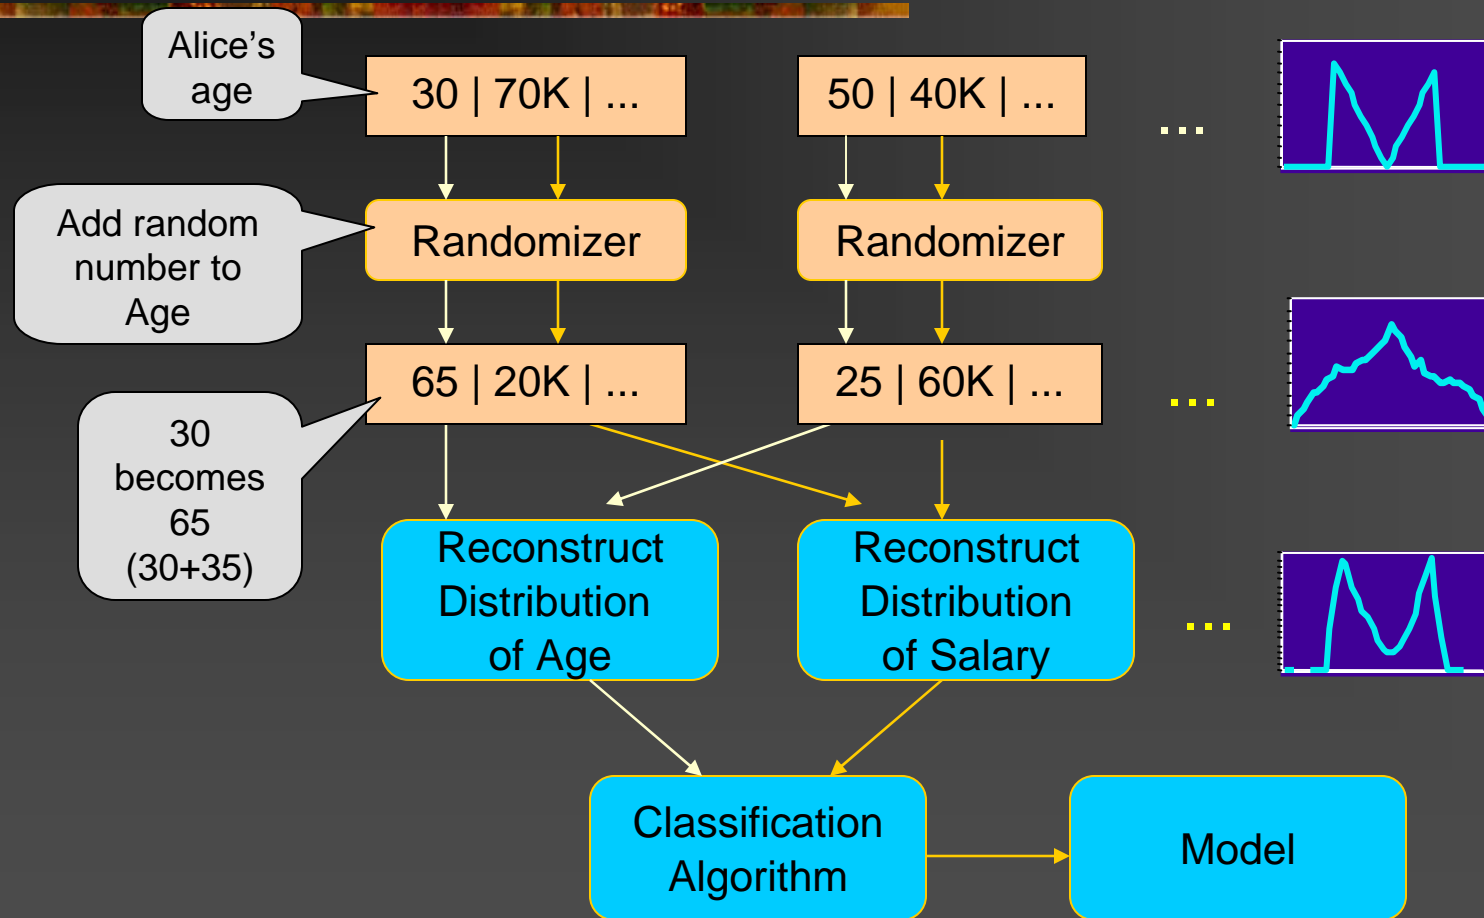 Alice’s
age
30 | 70K | ...
50 | 40K | ...
...
Add random
number to
Age
Randomizer
Randomizer
65 | 20K | ...
25 | 60K | ...
...
30
becomes
65
(30+35)
Reconstruct
Distribution
of Age
Reconstruct
Distribution
of Salary
...
Classification
Algorithm
Model